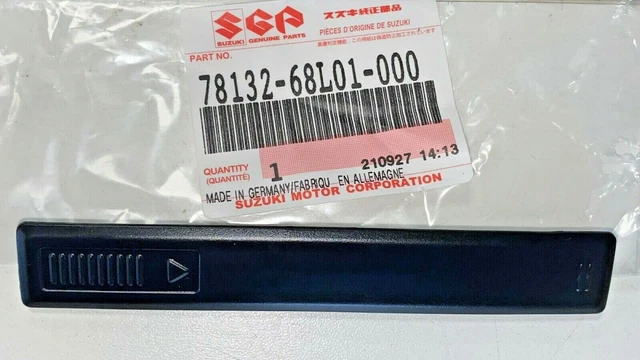 SGP
SUZUKI GENUINE PARTS
スズキ純正部品
PIÈCES D'ORIGINE DE SUZUKI
PART NO.
78132-68L01-000
QUANTITY
(QUANTITÉ)
1
210927 14:13
MADE IN GERMANY/FABRIQU EN ALLEMAGNE
SUZUKI MOTOR CORPORATION